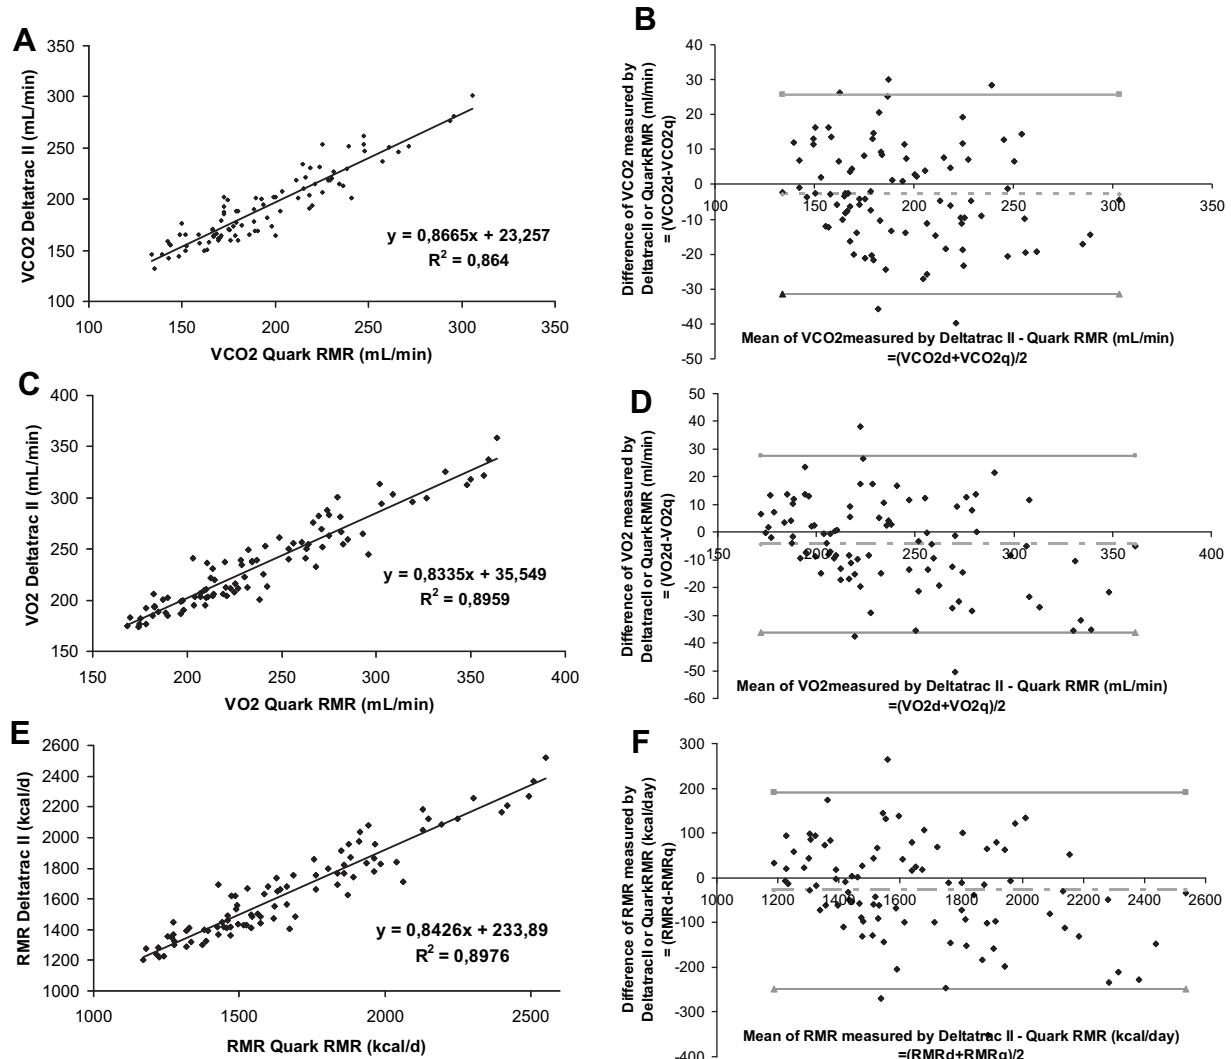 A
VCO2 Deltatrac II (mL/min)
350
300
250
200
150
100
y = 0,8665x + 23,257
R² = 0,864
100 150 200 250 300 350
VCO2 Quark RMR (mL/min)
B
Difference of VCO2 measured by
DeltatracII or QuarkRMR (ml/min)
= (VCO2d-VCO2q)
40
30
20
10
0
-10
-20
-30
-40
-50
100 150 200 250 300 350
Mean of VCO2measured by Deltatrac II - Quark RMR (mL/min)
=(VCO2d+VCO2q)/2
C
VO2 Deltatrac II (mL/min)
400
350
300
250
200
150
y = 0,8335x + 35,549
R² = 0,8959
150 200 250 300 350 400
VO2 Quark RMR (mL/min)
D
Difference of VO2 measured by
DeltatracII or QuarkRMR (ml/min)
= (VO2d-VO2q)
50
40
30
20
10
0
-10
-20
-30
-40
-50
-60
150 200 250 300 350 400
Mean of VO2measured by Deltatrac II - Quark RMR (mL/min)
=(VO2d+VO2q)/2
E
RMR Deltatrac II (kcal/d)
2600
2400
2200
2000
1800
1600
1400
1200
1000
y = 0,8426x + 233,89
R² = 0,8976
1000 1500 2000 2500
RMR Quark RMR (kcal/d)
F
Difference of RMR measured by
DeltatracII or QuarkRMR (kcal/day)
= (RMRd-RMRq)
300
200
100
0
-100
-200
-300
-400
1000 1200 1400 1600 1800 2000 2200 2400 2600
Mean of RMR measured by Deltatrac II - Quark RMR (kcal/day)
=(RMRd+RMRq)/2